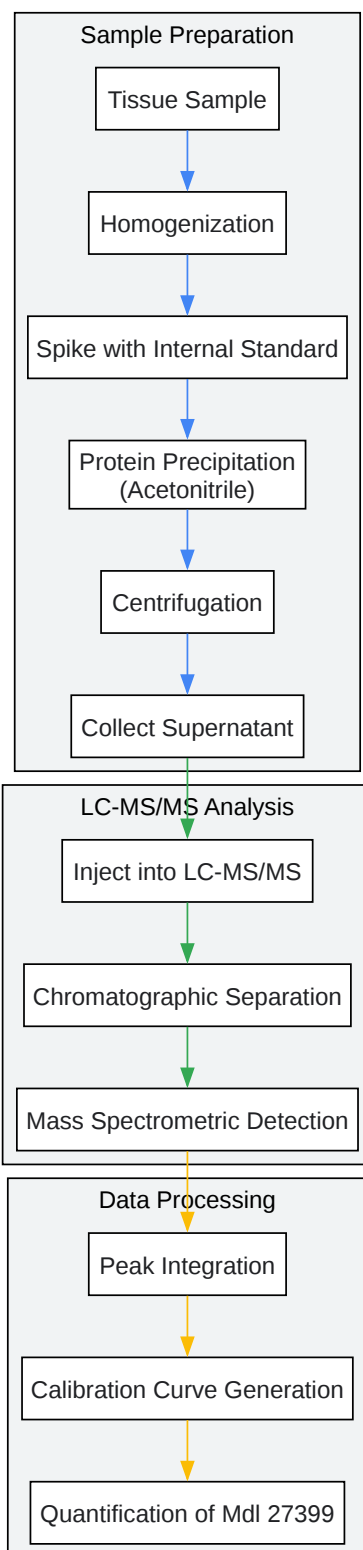 Sample Preparation
Tissue Sample
Homogenization
Spike with Internal Standard
Protein Precipitation
(Acetonitrile)
Centrifugation
Collect Supernatant
LC-MS/MS Analysis
Inject into LC-MS/MS
Chromatographic Separation
Mass Spectrometric Detection
Data Processing
Peak Integration
Calibration Curve Generation
Quantification of Mdl 27399